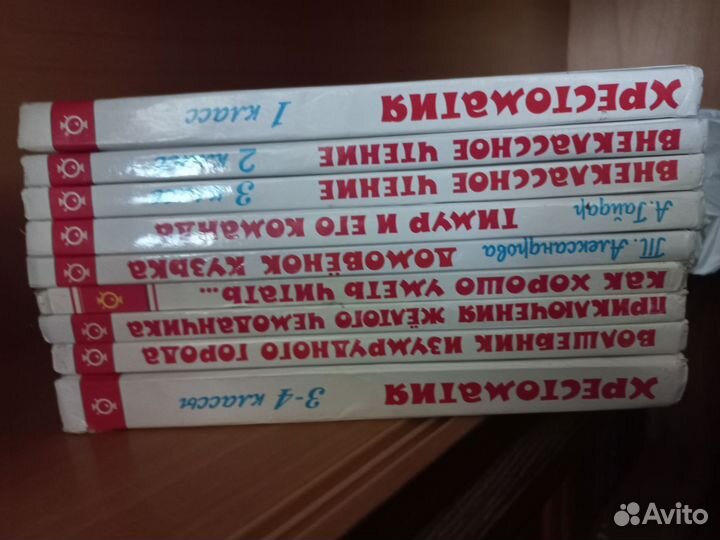 ХРЕСТОМАТИЯ 1 класс
ВНЕКЛАССНОЕ ЧТЕНИЕ 2 класс
ВНЕКЛАССНОЕ ЧТЕНИЕ 3 класс
А. Гайдар ТИМУР И ЕГО КОМАНДА
Т. Александрова ДОМОВЁНОК КУЗЬКА
КАК ХОРОШО УМЕТЬ ЧИТАТЬ...
ПРИКЛЮЧЕНИЯ ЖЁЛТОГО ЧЕМОДАНЧИКА
ВОЛШЕБНИК ИЗУМРУДНОГО ГОРОДА
ХРЕСТОМАТИЯ 3-4 классы
Avito